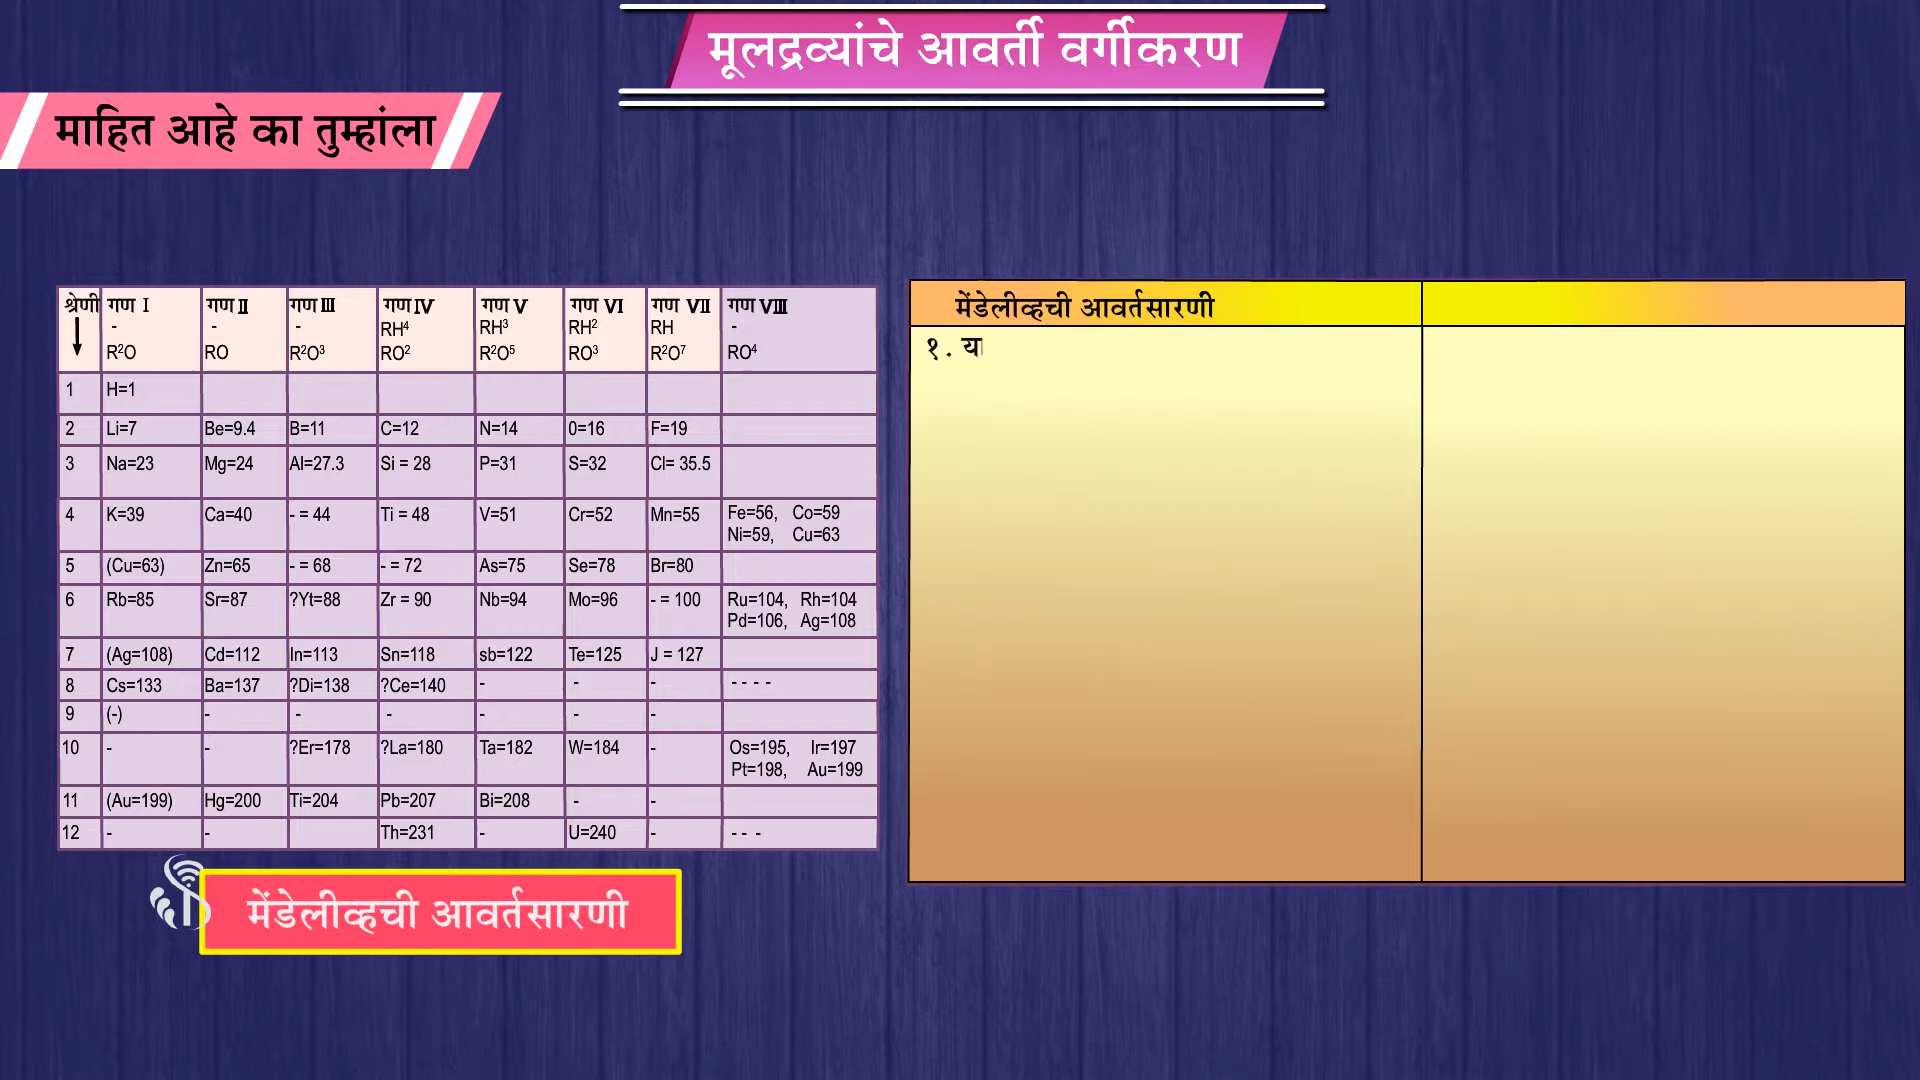 मूलद्रव्यांचे आवर्ती वर्गीकरण
माहित आहे का तुम्हांला
श्रेणी गण I गण II गण III गण IV गण V गण VI गण VII गण VIII
- - - RH4 RH3 RH2 RH -
R2O RO R2O3 RO2 R2O5 RO3 R2O7 RO4
1 H=1
2 Li=7 Be=9.4 B=11 C=12 N=14 0=16 F=19
3 Na=23 Mg=24 Al=27.3 Si = 28 P=31 S=32 Cl= 35.5
4 K=39 Ca=40 - = 44 Ti = 48 V=51 Cr=52 Mn=55 Fe=56, Co=59
Ni=59, Cu=63
5 (Cu=63) Zn=65 - = 68 - = 72 As=75 Se=78 Br=80
6 Rb=85 Sr=87 ?Yt=88 Zr = 90 Nb=94 Mo=96 - = 100 Ru=104, Rh=104
Pd=106, Ag=108
7 (Ag=108) Cd=112 In=113 Sn=118 sb=122 Te=125 J = 127
8 Cs=133 Ba=137 ?Di=138 ?Ce=140 - - - - - - -
9 (-) - - - - - -
10 - - ?Er=178 ?La=180 Ta=182 W=184 - Os=195, Ir=197
Pt=198, Au=199
11 (Au=199) Hg=200 Ti=204 Pb=207 Bi=208 - -
12 - - Th=231 - U=240 - - - -
मेंडेलीव्हची आवर्तसारणी
मेंडेलीव्हची आवर्तसारणी
१. या